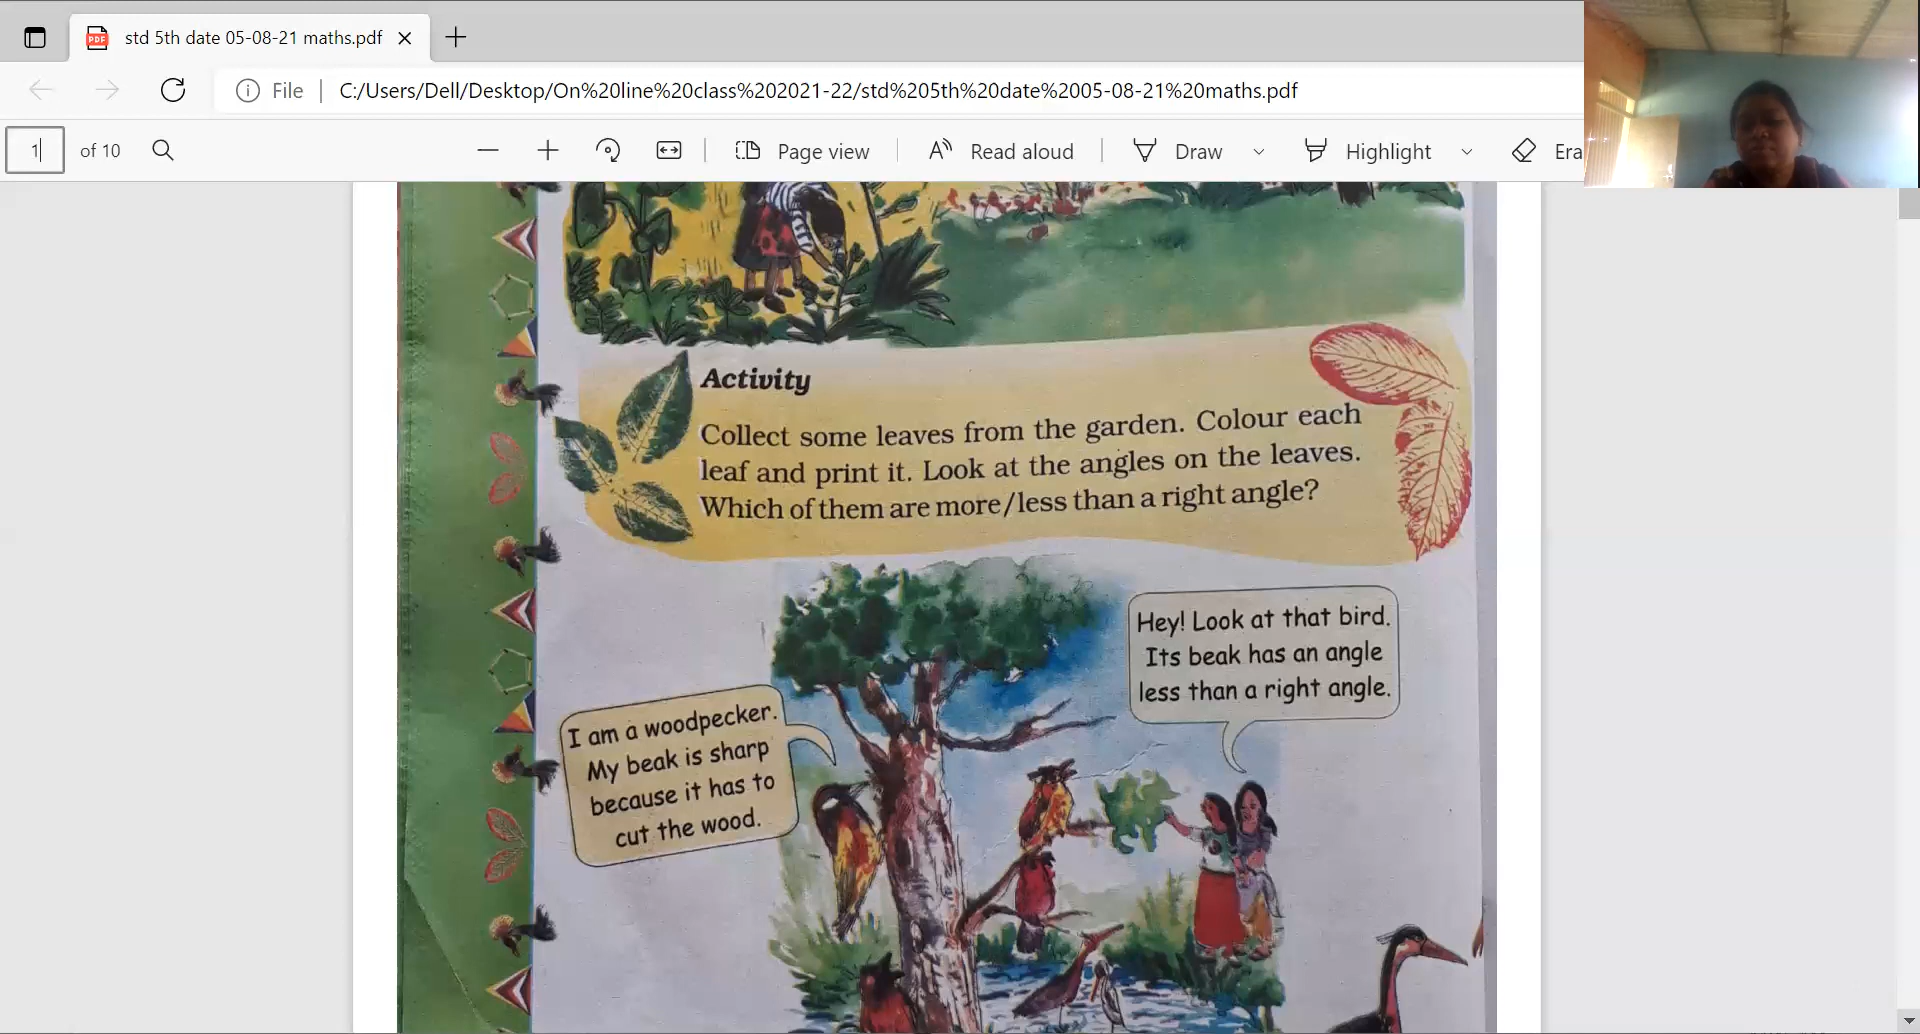 std 5th date 05-08-21 maths.pdf
File
C:/Users/Dell/Desktop/On%20line%20class%202021-22/std%205th%20date%2005-08-21%20maths.pdf
1 of 10
Page view
Read aloud
Draw
Highlight
Era
PDF
Activity
Collect some leaves from the garden. Colour each
leaf and print it. Look at the angles on the leaves.
Which of them are more/less than a right angle?
Hey! Look at that bird.
Its beak has an angle
less than a right angle.
I am a woodpecker.
My beak is sharp
because it has to
cut the wood.